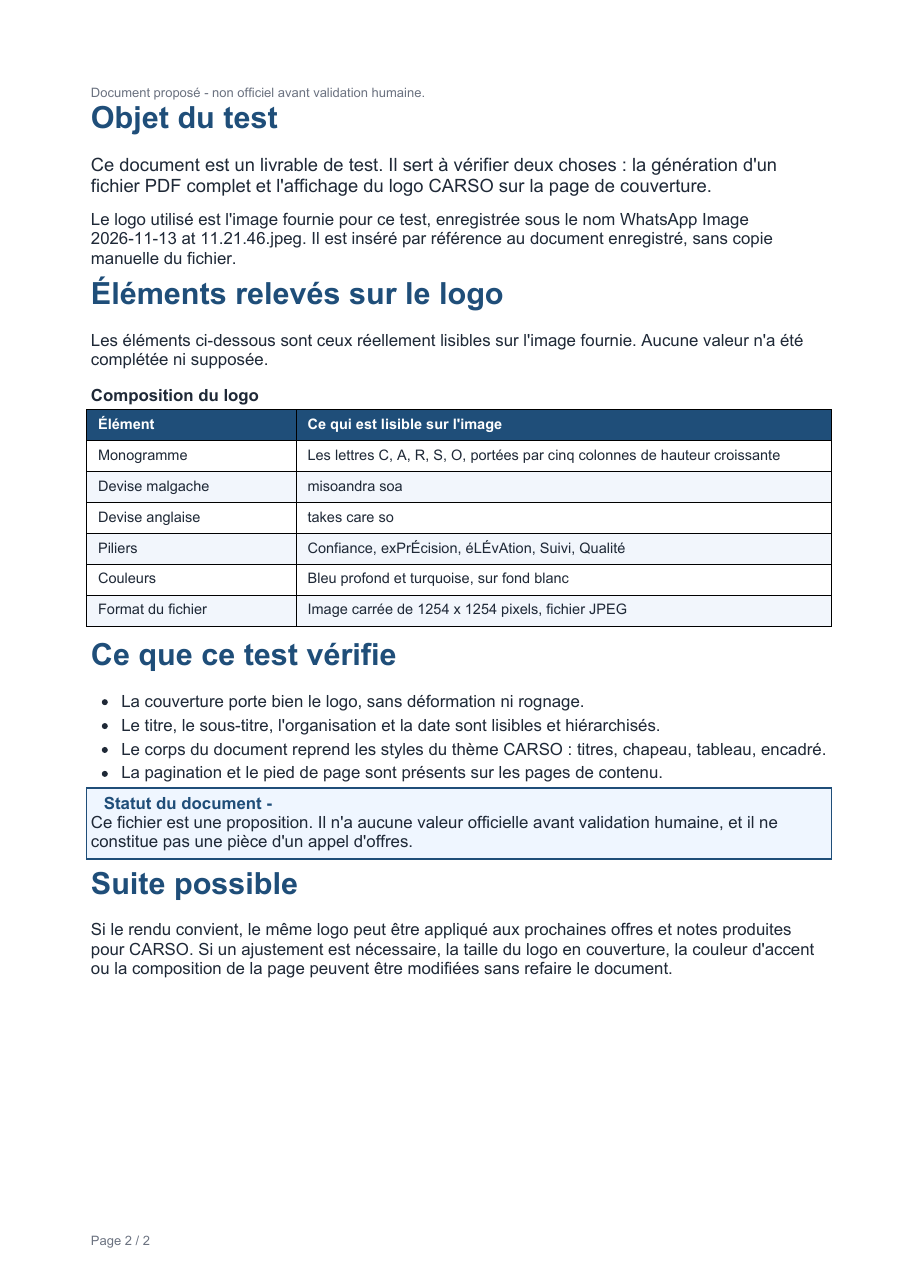 Document proposé - non officiel avant validation humaine.
Objet du test
Ce document est un livrable de test. Il sert à vérifier deux choses : la génération d'un
fichier PDF complet et l'affichage du logo CARSO sur la page de couverture.
Le logo utilisé est l'image fournie pour ce test, enregistrée sous le nom WhatsApp Image
2026-11-13 at 11.21.46.jpeg. Il est inséré par référence au document enregistré, sans copie
manuelle du fichier.
Éléments relevés sur le logo
Les éléments ci-dessous sont ceux réellement lisibles sur l'image fournie. Aucune valeur n'a été
complétée ni supposée.
Composition du logo
Élément Ce qui est lisible sur l'image
Monogramme Les lettres C, A, R, S, O, portées par cinq colonnes de hauteur croissante
Devise malgache misoandra soa
Devise anglaise takes care so
Piliers Confiance, exPrÉcision, éLÉvAtion, Suivi, Qualité
Couleurs Bleu profond et turquoise, sur fond blanc
Format du fichier Image carrée de 1254 x 1254 pixels, fichier JPEG
Ce que ce test vérifie
• La couverture porte bien le logo, sans déformation ni rognage.
• Le titre, le sous-titre, l'organisation et la date sont lisibles et hiérarchisés.
• Le corps du document reprend les styles du thème CARSO : titres, chapeau, tableau, encadré.
• La pagination et le pied de page sont présents sur les pages de contenu.
Statut du document -
Ce fichier est une proposition. Il n'a aucune valeur officielle avant validation humaine, et il ne
constitue pas une pièce d'un appel d'offres.
Suite possible
Si le rendu convient, le même logo peut être appliqué aux prochaines offres et notes produites
pour CARSO. Si un ajustement est nécessaire, la taille du logo en couverture, la couleur d'accent
ou la composition de la page peuvent être modifiées sans refaire le document.
Page 2 / 2